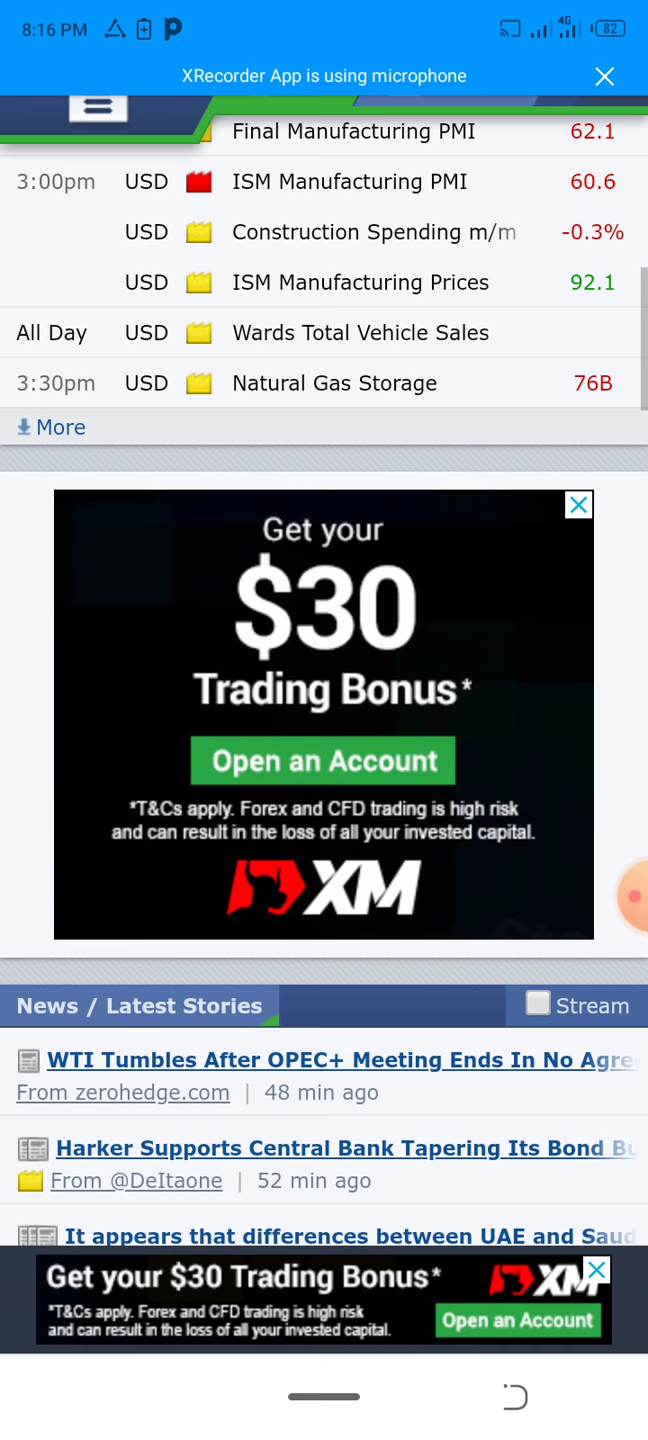 8:16 PM 4G 82
XRecorder App is using microphone
Final Manufacturing PMI 62.1
3:00pm USD ISM Manufacturing PMI 60.6
USD Construction Spending m/m -0.3%
USD ISM Manufacturing Prices 92.1
All Day USD Wards Total Vehicle Sales
3:30pm USD Natural Gas Storage 76B
More
Get your
$30
Trading Bonus*
Open an Account
*T&Cs apply. Forex and CFD trading is high risk
and can result in the loss of all your invested capital.
XM
News / Latest Stories Stream
WTI Tumbles After OPEC+ Meeting Ends In No Agre
From zerohedge.com | 48 min ago
Harker Supports Central Bank Tapering Its Bond Bu
From @DeItaone | 52 min ago
It appears that differences between UAE and Saud
Get your $30 Trading Bonus* XM
*T&Cs apply. Forex and CFD trading is high risk
and can result in the loss of all your invested capital.
Open an Account